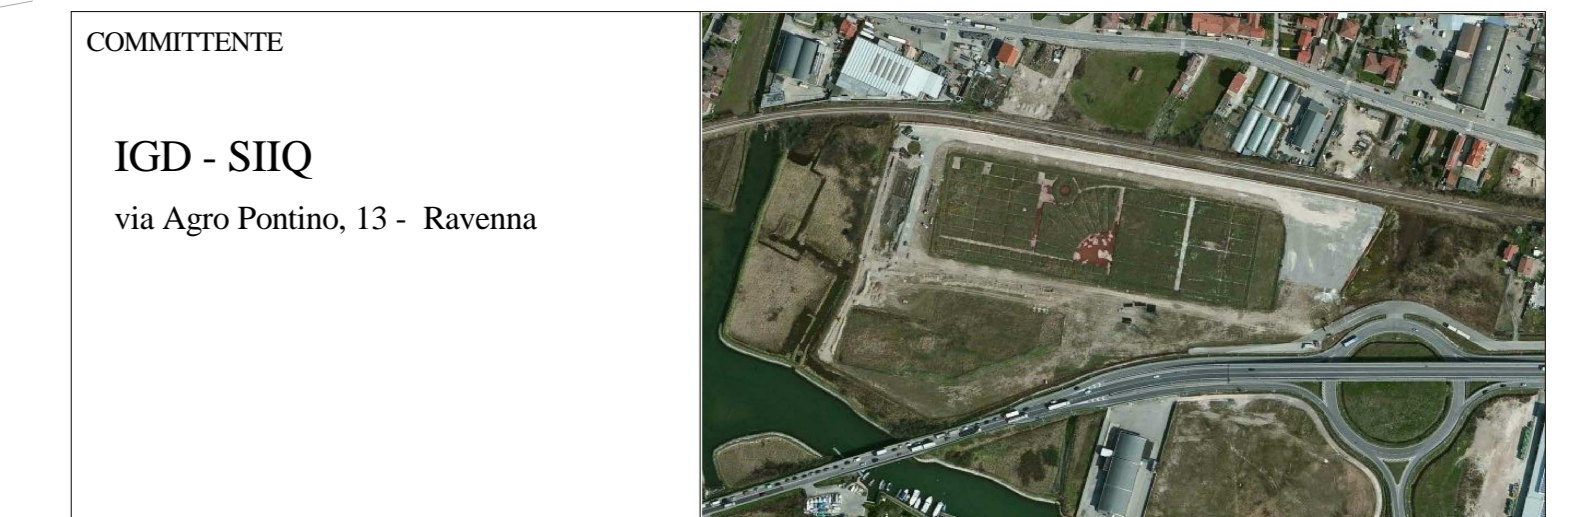 COMMITTENTE
IGD - SIIQ
via Agro Pontino, 13 - Ravenna